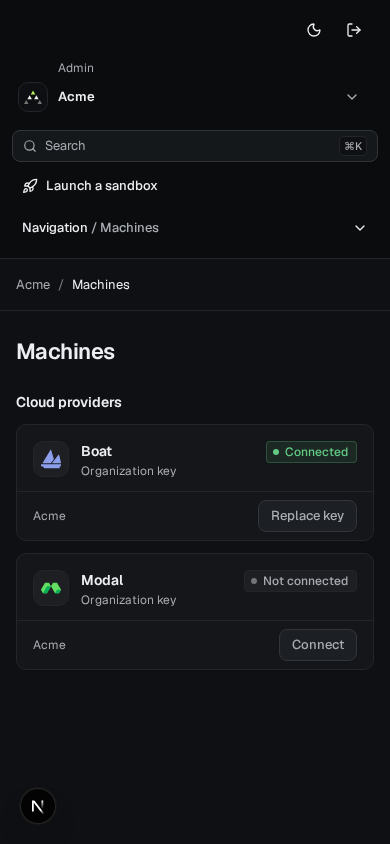 Admin
Acme
Search ⌘K
Launch a sandbox
Navigation / Machines
Acme / Machines
Machines
Cloud providers
Boat
Connected
Organization key
Acme
Replace key
Modal
Not connected
Organization key
Acme
Connect
N